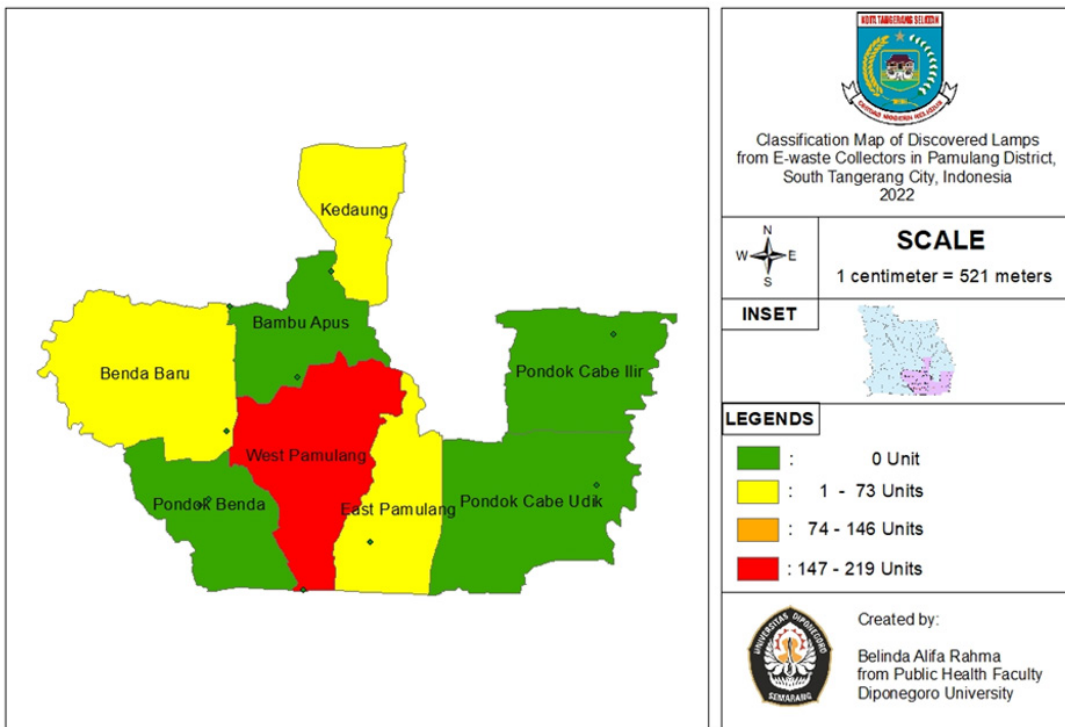 Kedaung
Bambu Apus
Benda Baru
Pondok Cabe Ilir
West Pamulang
Pondok Benda
East Pamulang
Pondok Cabe Udik
KOTA TANGERANG SELATAN
CERDAS MODERN RELIGIUS
Classification Map of Discovered Lamps
from E-waste Collectors in Pamulang District,
South Tangerang City, Indonesia
2022
N
W E
S
SCALE
1 centimeter = 521 meters
INSET
LEGENDS
: 0 Unit
: 1 - 73 Units
: 74 - 146 Units
: 147 - 219 Units
UNIVERSITAS DIPONEGORO
SEMARANG
Created by:
Belinda Alifa Rahma
from Public Health Faculty
Diponegoro University